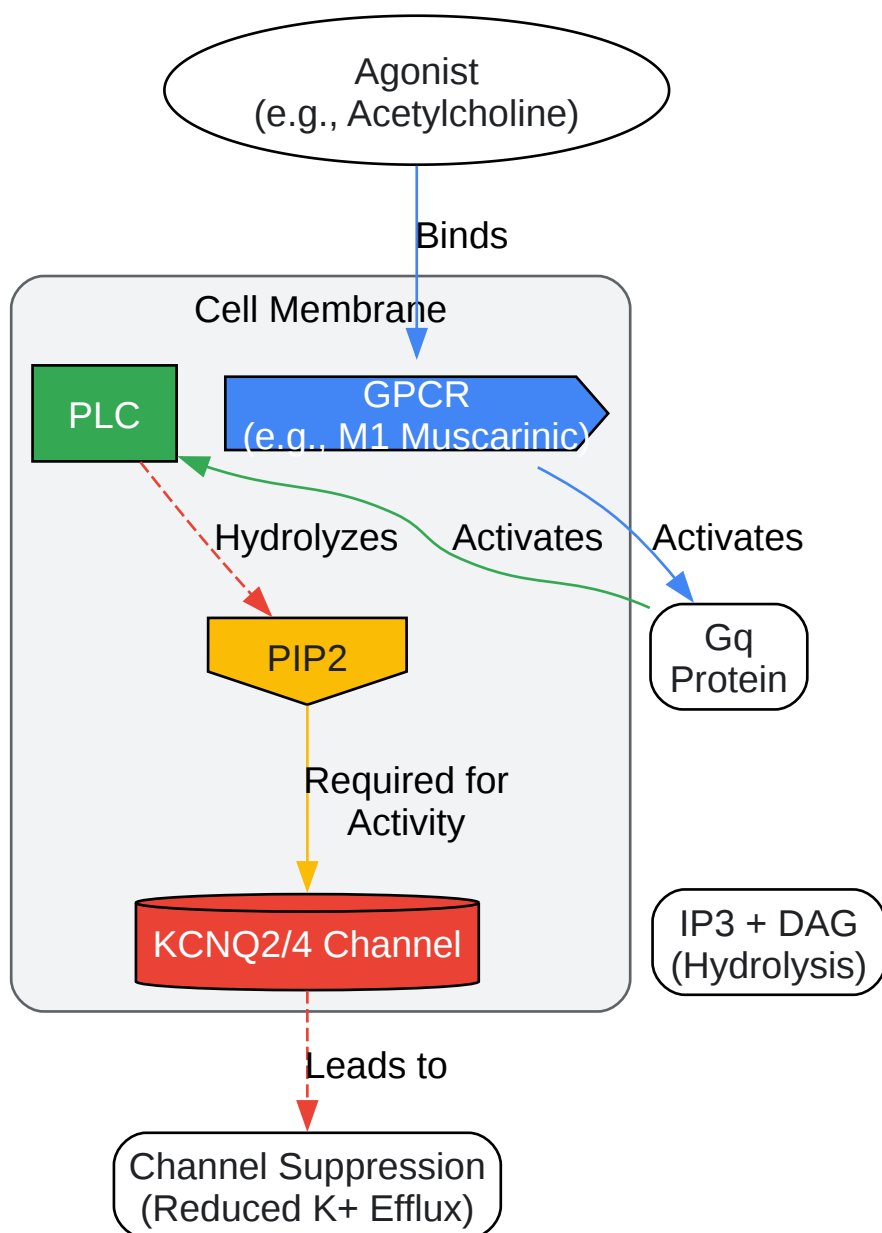 Agonist
(e.g., Acetylcholine)
Binds
Cell Membrane
PLC
GPCR
(e.g., M1 Muscarinic)
Hydrolyzes
Activates
Activates
PIP2
Gq
Protein
Required for
Activity
KCNQ2/4 Channel
IP3 + DAG
(Hydrolysis)
Leads to
Channel Suppression
(Reduced K+ Efflux)